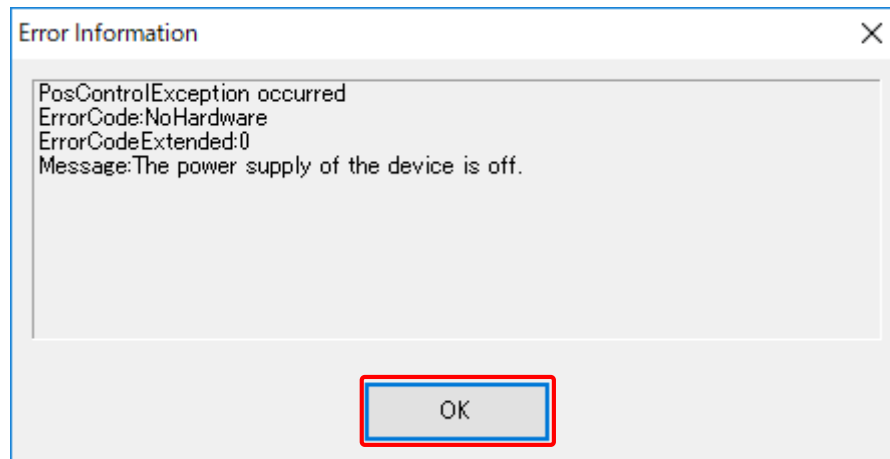 Error Information
PosControlException occurred
ErrorCode:NoHardware
ErrorCodeExtended:0
Message:The power supply of the device is off.
OK